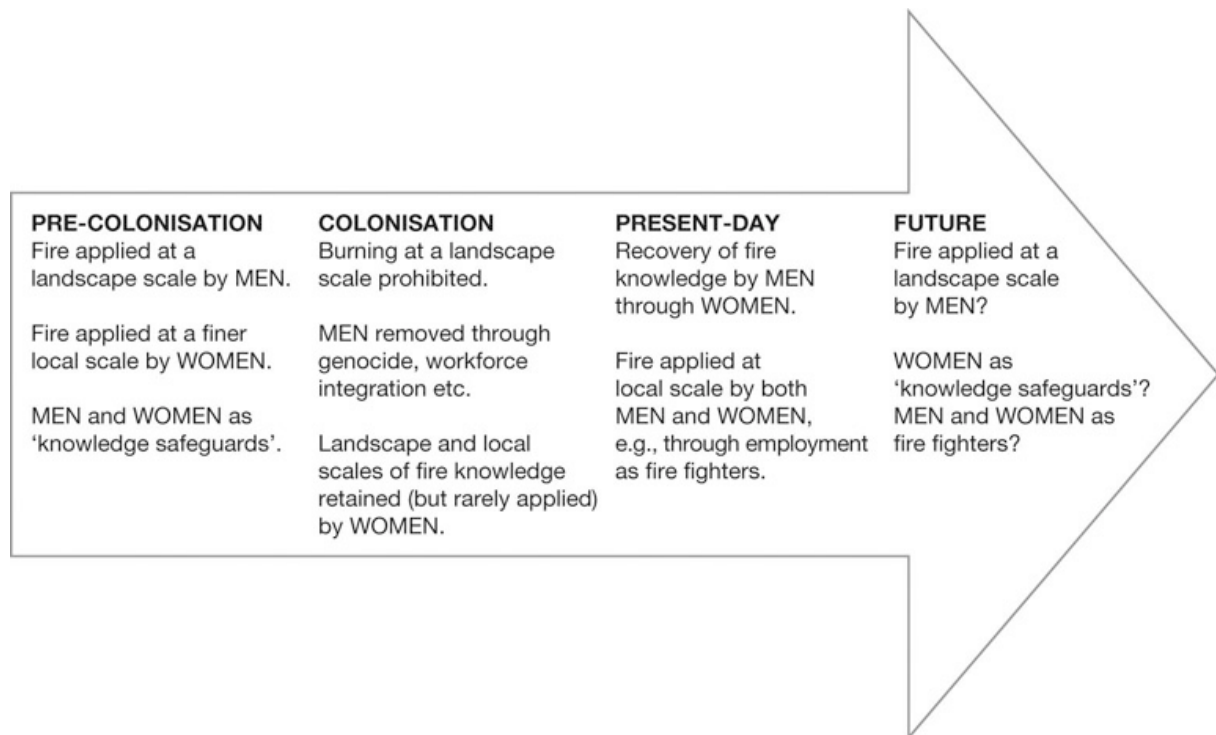 PRE-COLONISATION
Fire applied at a
landscape scale by MEN.
Fire applied at a finer
local scale by WOMEN.
MEN and WOMEN as
‘knowledge safeguards’.
COLONISATION
Burning at a landscape
scale prohibited.
MEN removed through
genocide, workforce
integration etc.
Landscape and local
scales of fire knowledge
retained (but rarely applied)
by WOMEN.
PRESENT-DAY
Recovery of fire
knowledge by MEN
through WOMEN.
Fire applied at
local scale by both
MEN and WOMEN,
e.g., through employment
as fire fighters.
FUTURE
Fire applied at a
landscape scale
by MEN?
WOMEN as
‘knowledge safeguards’?
MEN and WOMEN as
fire fighters?